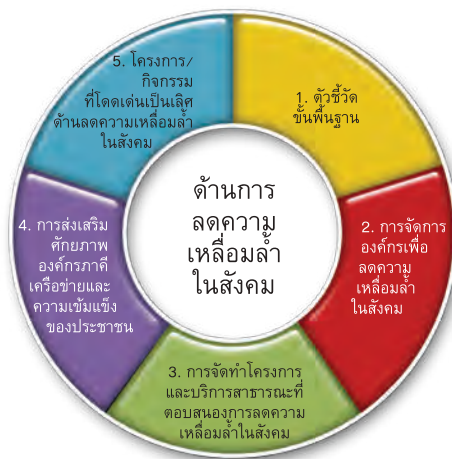 ด้านการ
ลดความ
เหลื่อมล้ำ
ในสังคม
1. ตัวชี้วัด
ขั้นพื้นฐาน
2. การจัดการ
องค์กรเพื่อ
ลดความ
เหลื่อมล้ำ
ในสังคม
3. การจัดทำโครงการ
และบริการสาธารณะที่
ตอบสนองการลดความ
เหลื่อมล้ำในสังคม
4. การส่งเสริม
ศักยภาพ
องค์กรภาคี
เครือข่ายและ
ความเข้มแข็ง
ของประชาชน
5. โครงการ/
กิจกรรม
ที่โดดเด่นเป็นเลิศ
ด้านลดความเหลื่อมล้ำ
ในสังคม